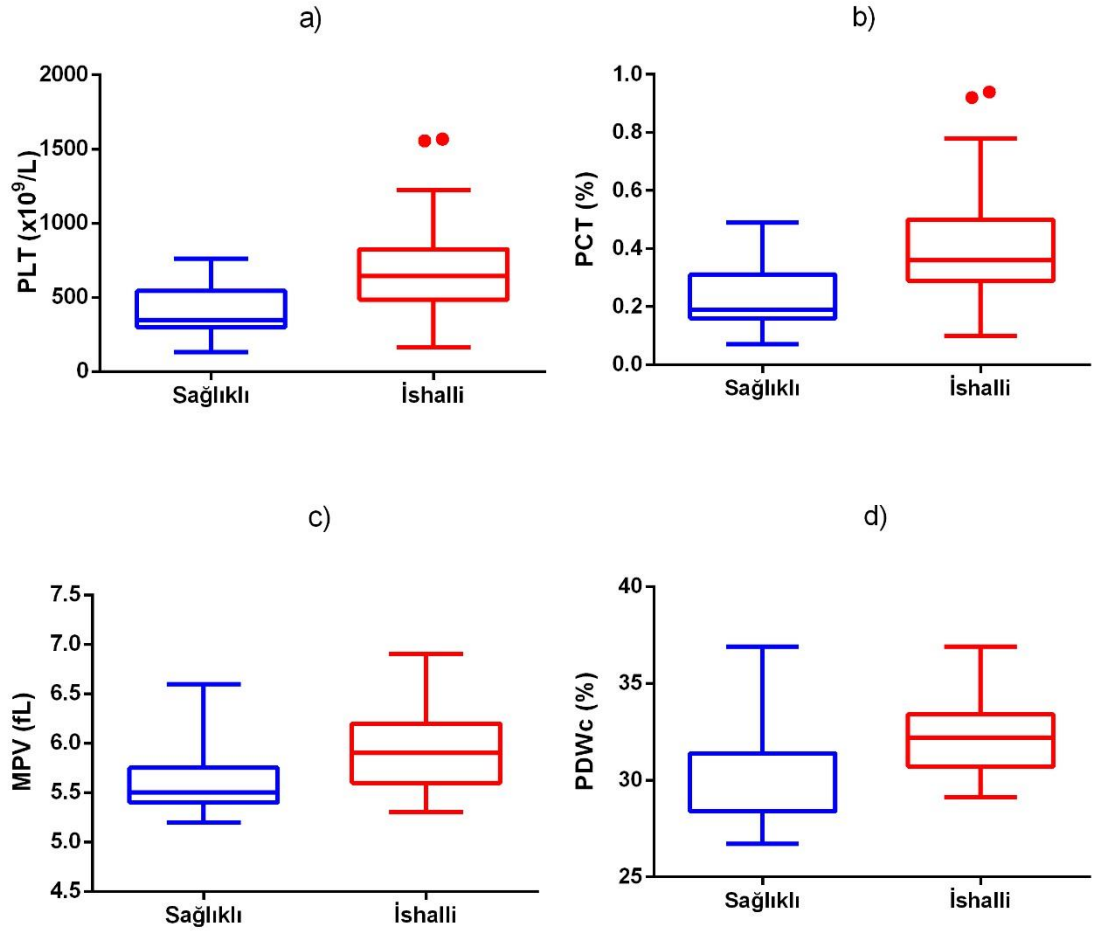 a)
PLT (x10⁹/L)
2000
1500
1000
500
0
Sağlıklı
İshalli
b)
PCT (%)
1.0
0.8
0.6
0.4
0.2
0.0
Sağlıklı
İshalli
c)
MPV (fL)
7.5
7.0
6.5
6.0
5.5
5.0
4.5
Sağlıklı
İshalli
d)
PDWc (%)
40
35
30
25
Sağlıklı
İshalli